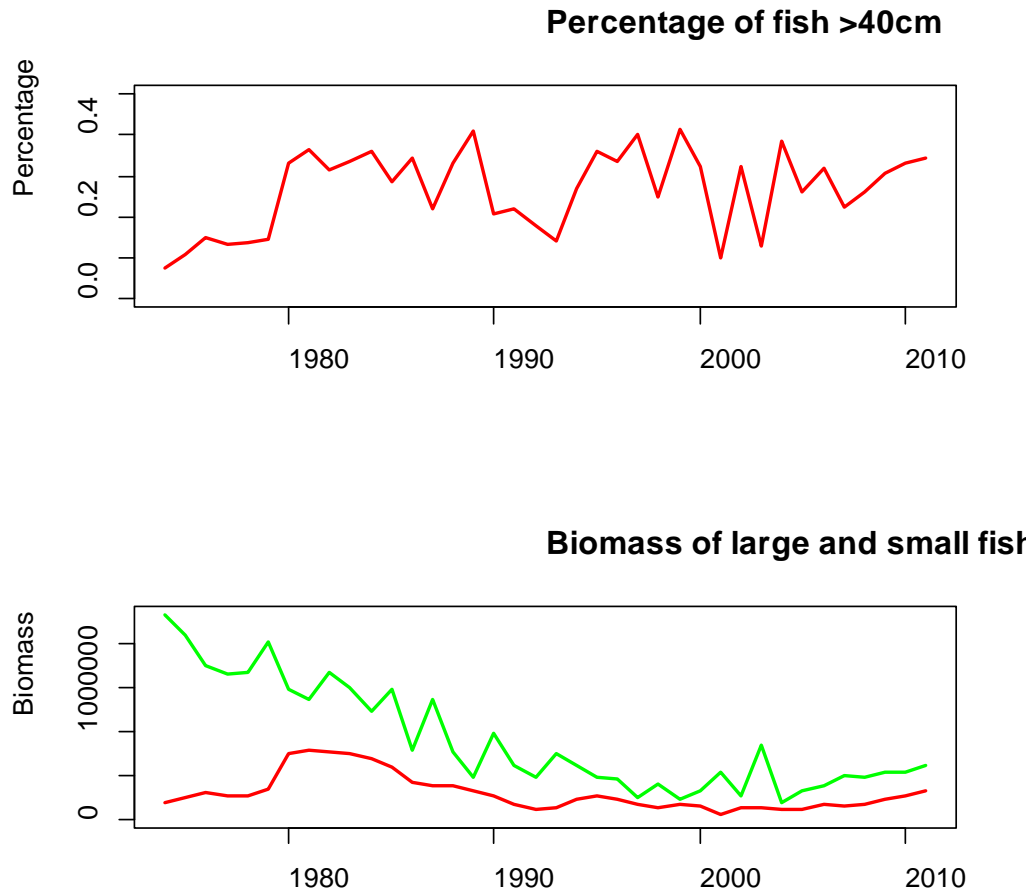 Percentage of fish >40cm
Percentage
0.4
0.2
0.0
1980 1990 2000 2010
Biomass of large and small fish
Biomass
1000000
0
1980 1990 2000 2010